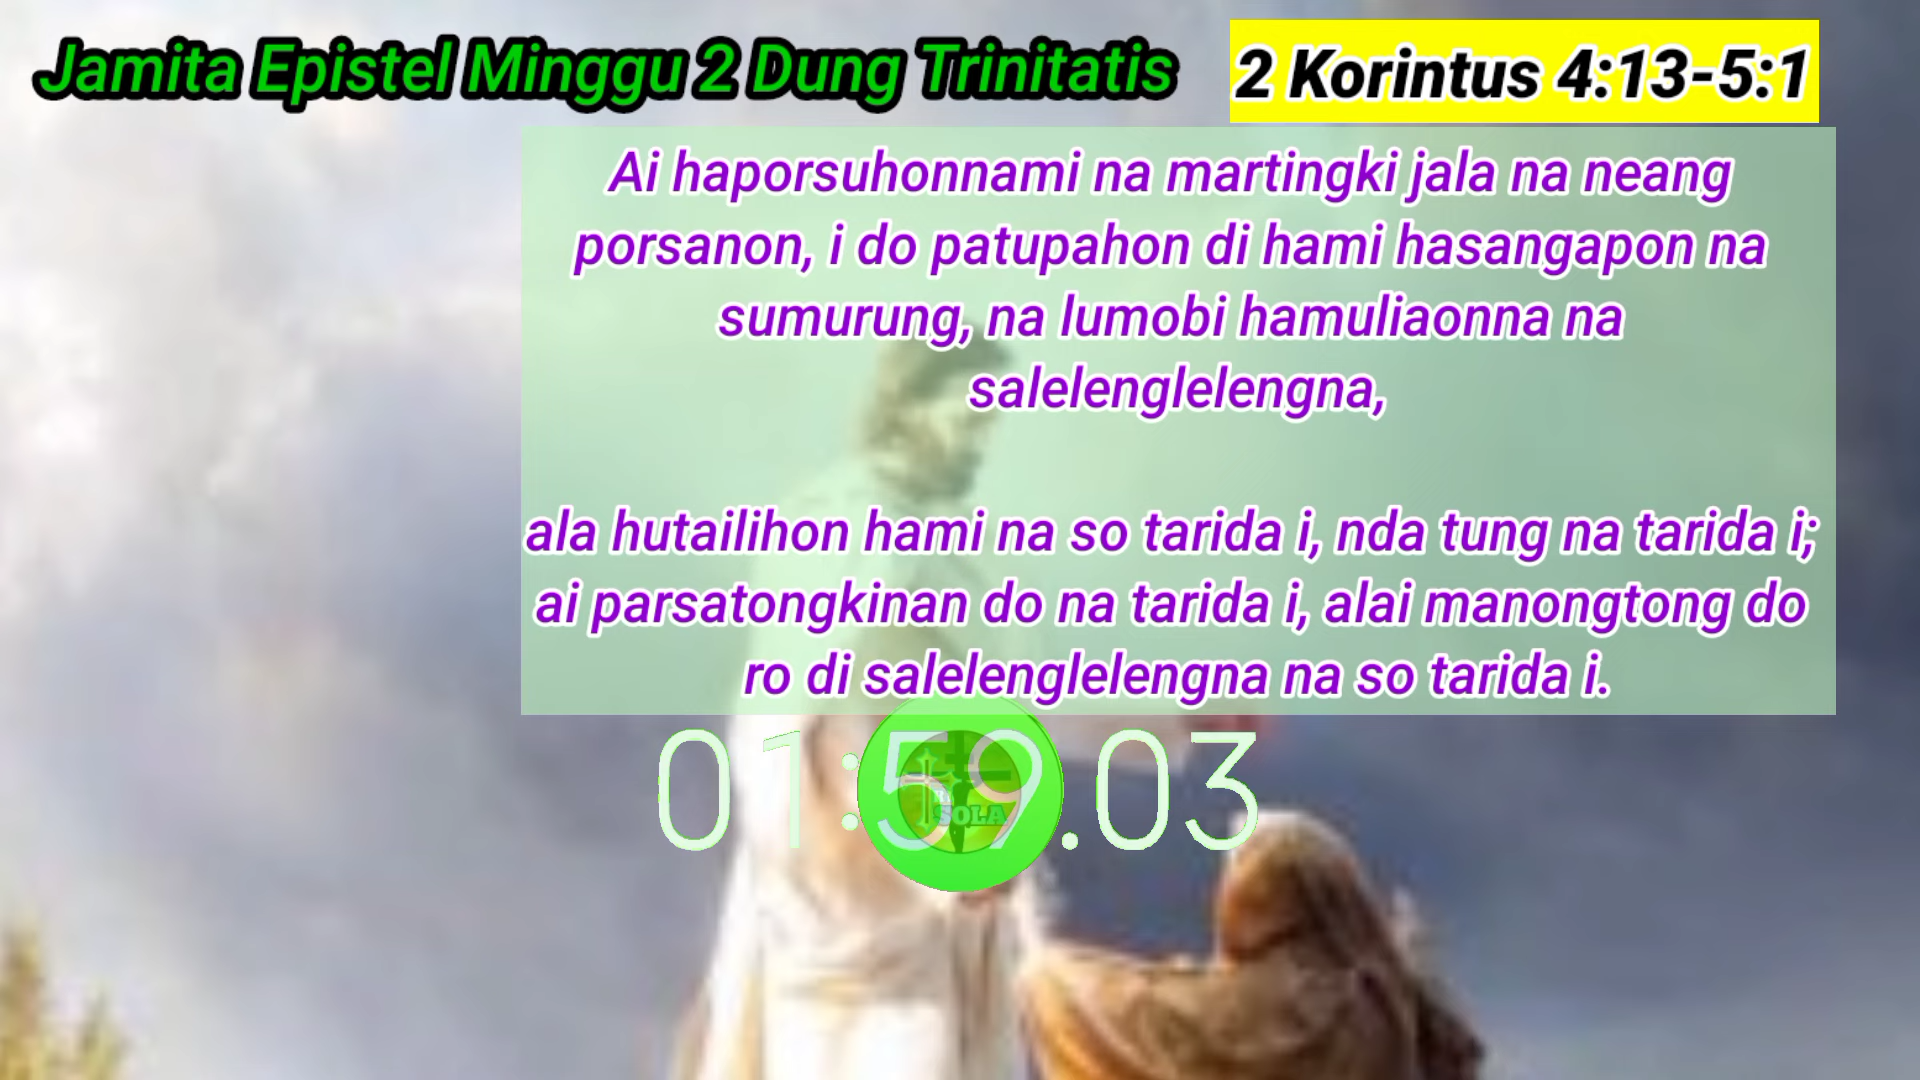 Jamita Epistel Minggu 2 Dung Trinitatis
2 Korintus 4:13-5:1
Ai haporsuhonnami na martingki jala na neang
porsanon, i do patupahon di hami hasangapon na
sumurung, na lumobi hamuliaonna na
salelenglelengna,
ala hutailihon hami na so tarida i, nda tung na tarida i;
ai parsatongkinan do na tarida i, alai manongtong do
ro di salelenglelengna na so tarida i.
01:59.03
SOLA